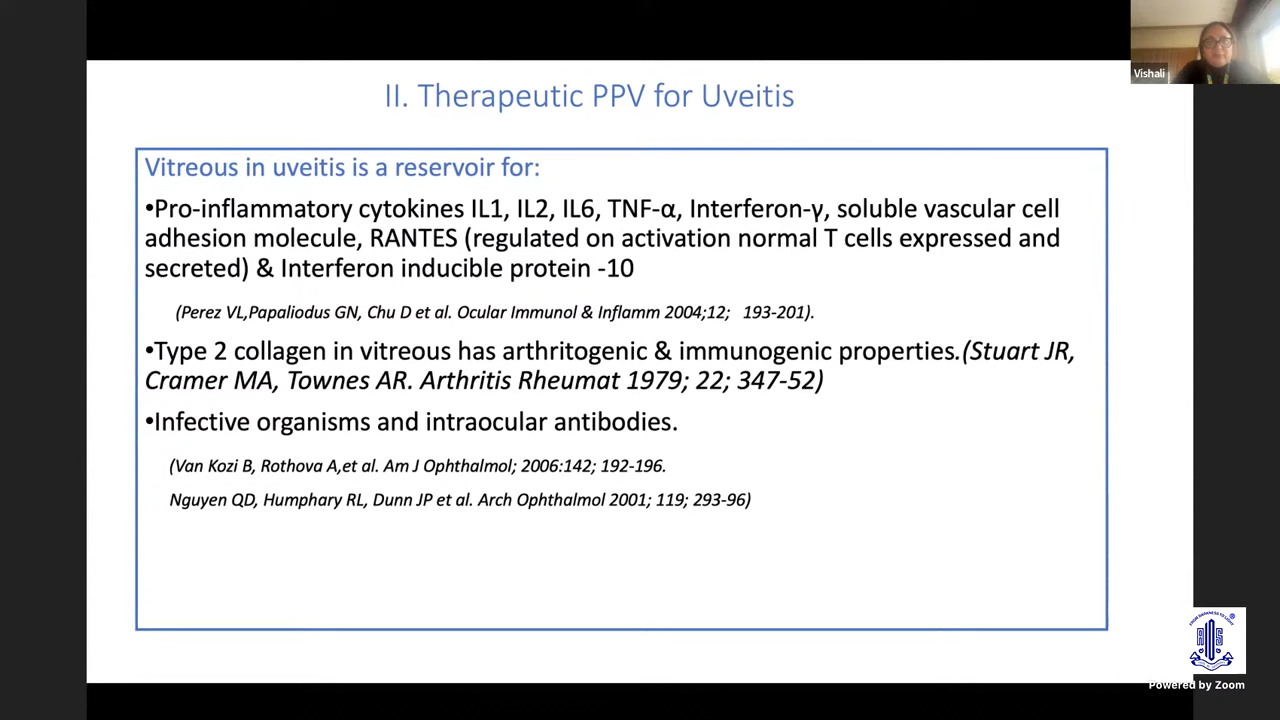 Vishali
II. Therapeutic PPV for Uveitis
Vitreous in uveitis is a reservoir for:
•Pro-inflammatory cytokines IL1, IL2, IL6, TNF-α, Interferon-γ, soluble vascular cell
adhesion molecule, RANTES (regulated on activation normal T cells expressed and
secreted) & Interferon inducible protein -10
(Perez VL,Papaliodus GN, Chu D et al. Ocular Immunol & Inflamm 2004;12; 193-201).
•Type 2 collagen in vitreous has arthritogenic & immunogenic properties.(Stuart JR,
Cramer MA, Townes AR. Arthritis Rheumat 1979; 22; 347-52)
•Infective organisms and intraocular antibodies.
(Van Kozi B, Rothova A,et al. Am J Ophthalmol; 2006:142; 192-196.
Nguyen QD, Humphary RL, Dunn JP et al. Arch Ophthalmol 2001; 119; 293-96)
Powered by Zoom